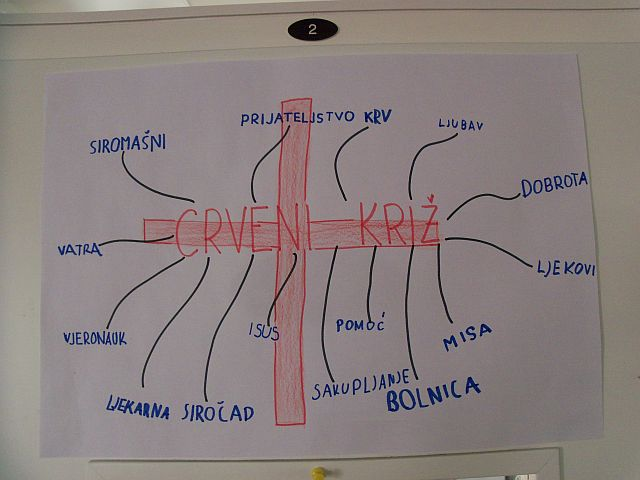 2
PRIJATELJSTVO KRV
LJUBAV
SIROMAŠNI
DOBROTA
CRVENI KRIŽ
VATRA
LJEKOVI
VJERONAUK
ISUS
POMOĆ
MISA
SAKUPLJANJE
BOLNICA
LJEKARNA
SIROČAD